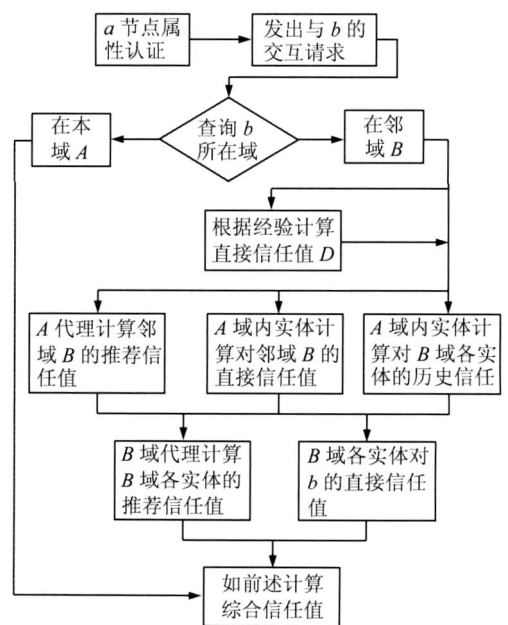 a 节点属
性认证
发出与 b 的
交互请求
在本
域 A
查询 b
所在域
在邻
域 B
根据经验计算
直接信任值 D
A 代理计算邻
域 B 的推荐信
任值
A 域内实体计
算对邻域 B 的
直接信任值
A 域内实体计
算对 B 域各实
体的历史信任
B 域代理计算
B 域各实体的
推荐信任值
B 域各实体对
b 的直接信任
值
如前述计算
综合信任值